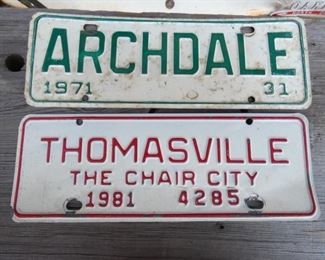 ARCHDALE
1971 31
THOMASVILLE
THE CHAIR CITY
1981 4285